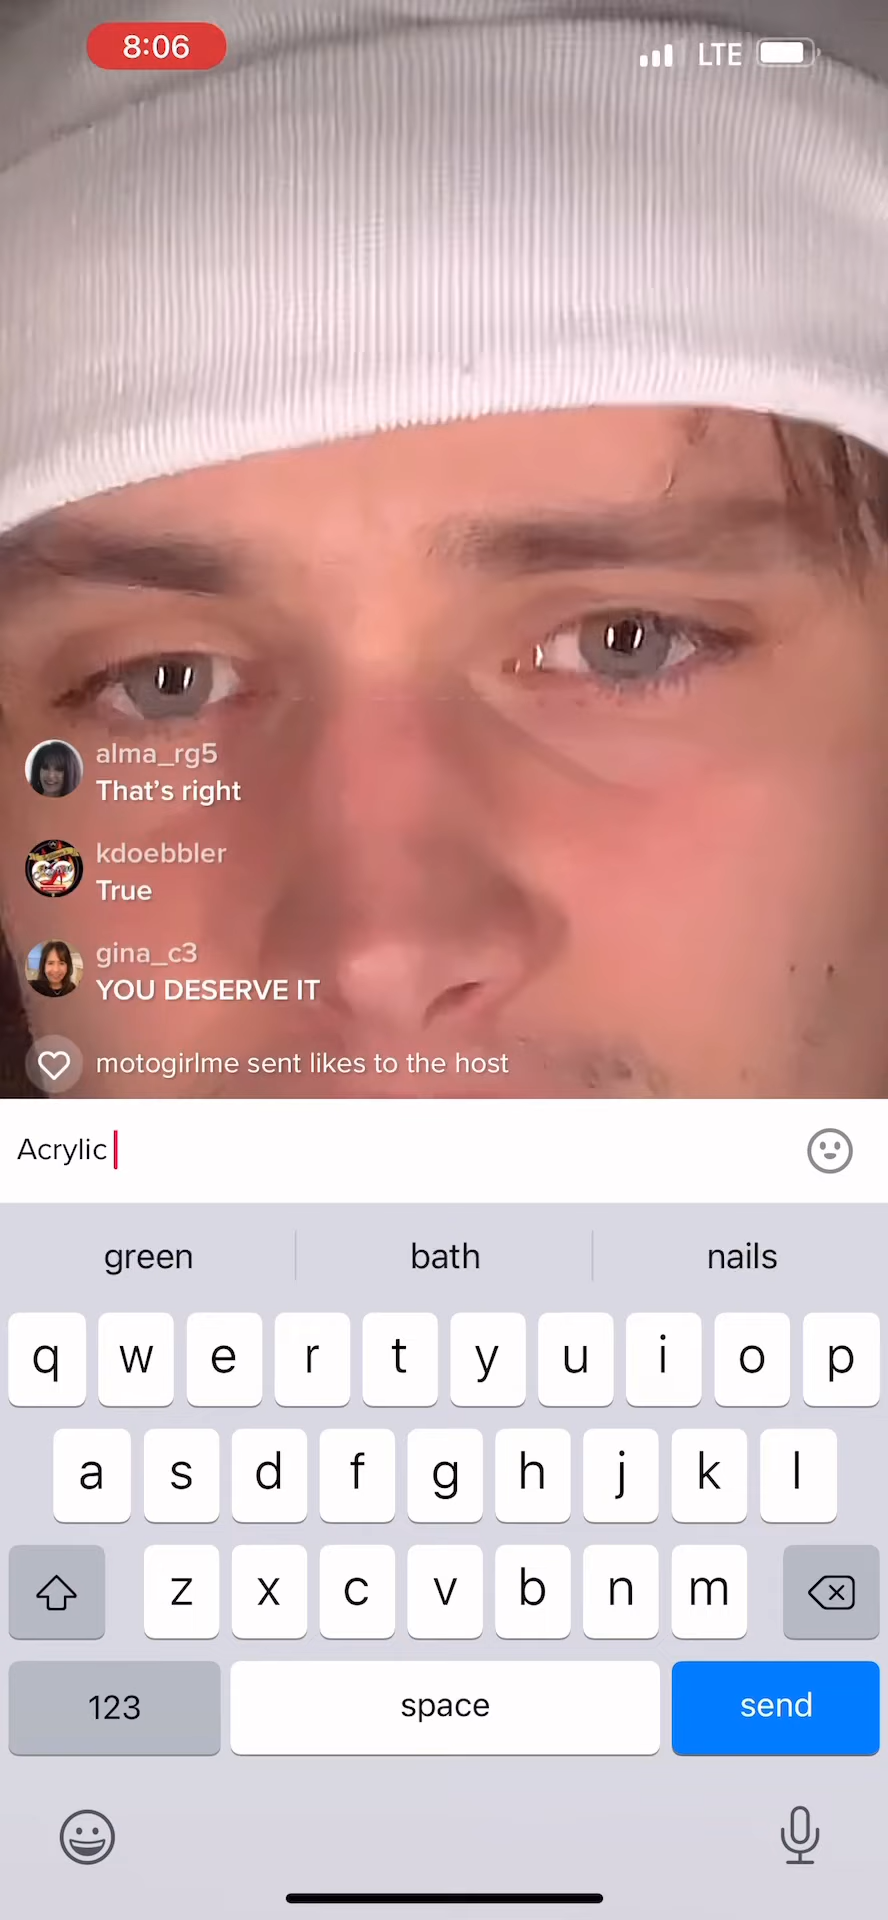 8:06 LTE
alma_rg5
That's right
kdoebbler
True
gina_c3
YOU DESERVE IT
motogirlme sent likes to the host
Acrylic
green bath nails
q w e r t y u i o p
a s d f g h j k l
z x c v b n m
123 space send